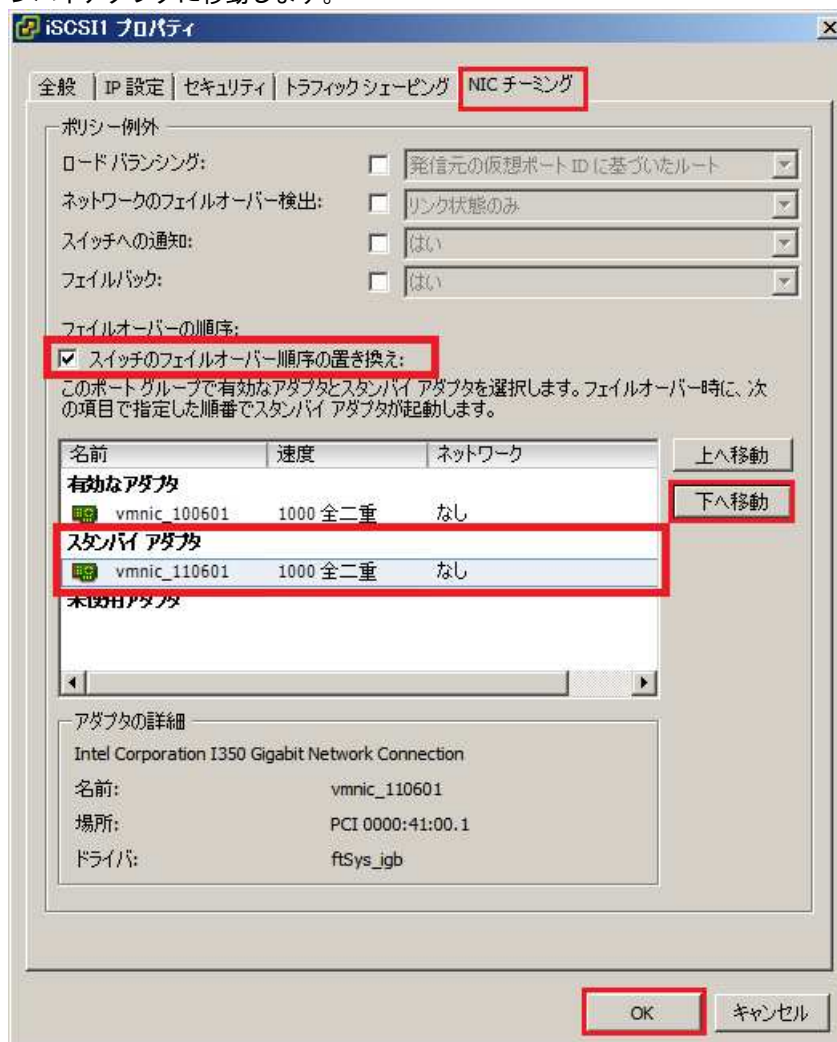 iSCSI1 プロパティ
全般 IP 設定 セキュリティ トラフィック シェーピング NIC チーミング
ポリシー例外
ロード バランシング: 発信元の仮想ポート ID に基づいたルート
ネットワークのフェイルオーバー検出: リンク状態のみ
スイッチへの通知: はい
フェイルバック: はい
フェイルオーバーの順序:
スイッチのフェイルオーバー順序の置き換え:
このポート グループで有効なアダプタとスタンバイ アダプタを選択します。フェイルオーバー時に、次
の項目で指定した順番でスタンバイ アダプタが起動します。
名前 速度 ネットワーク 上へ移動
有効なアダプタ 下へ移動
vmnic_100601 1000 全二重 なし
スタンバイ アダプタ
vmnic_110601 1000 全二重 なし
未使用アダプタ
アダプタの詳細
Intel Corporation I350 Gigabit Network Connection
名前: vmnic_110601
場所: PCI 0000:41:00.1
ドライバ: ftSys_igb
OK キャンセル